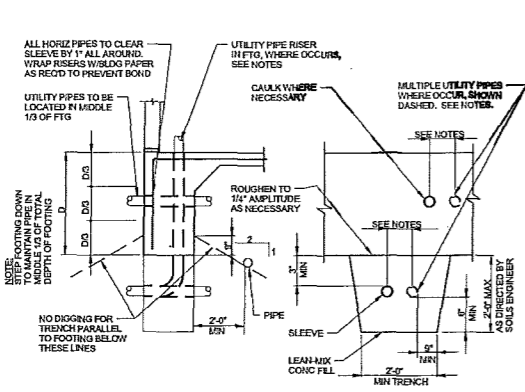 ALL HORIZ PIPES TO CLEAR
SLEEVE BY 1" ALL AROUND.
WRAP RISERS W/BLDG PAPER
AS REQ'D TO PREVENT BOND
UTILITY PIPES TO BE
LOCATED IN MIDDLE
1/3 OF FTG
UTILITY PIPE RISER
IN FTG, WHERE OCCURS,
SEE NOTES
CAULK WHERE
NECESSARY
MULTIPLE UTILITY PIPES
WHERE OCCUR, SHOWN
DASHED. SEE NOTES.
SEE NOTES
D/3
D/3
D/3
D
NOTE:
STEP FOOTING DOWN
TO MAINTAIN PIPE IN
MIDDLE 1/3 OF TOTAL
DEPTH OF FOOTING
ROUGHEN TO
1/4" AMPLITUDE
AS NECESSARY
SEE NOTES
2
1
3"
MIN
2'-0" MAX
AS DIRECTED BY
SOILS ENGINEER
6"
MIN
PIPE
NO DIGGING FOR
TRENCH PARALLEL
TO FOOTING BELOW
THESE LINES
2'-0"
MIN
SLEEVE
LEAN-MIX
CONC FILL
9"
MIN
2'-0"
MIN TRENCH